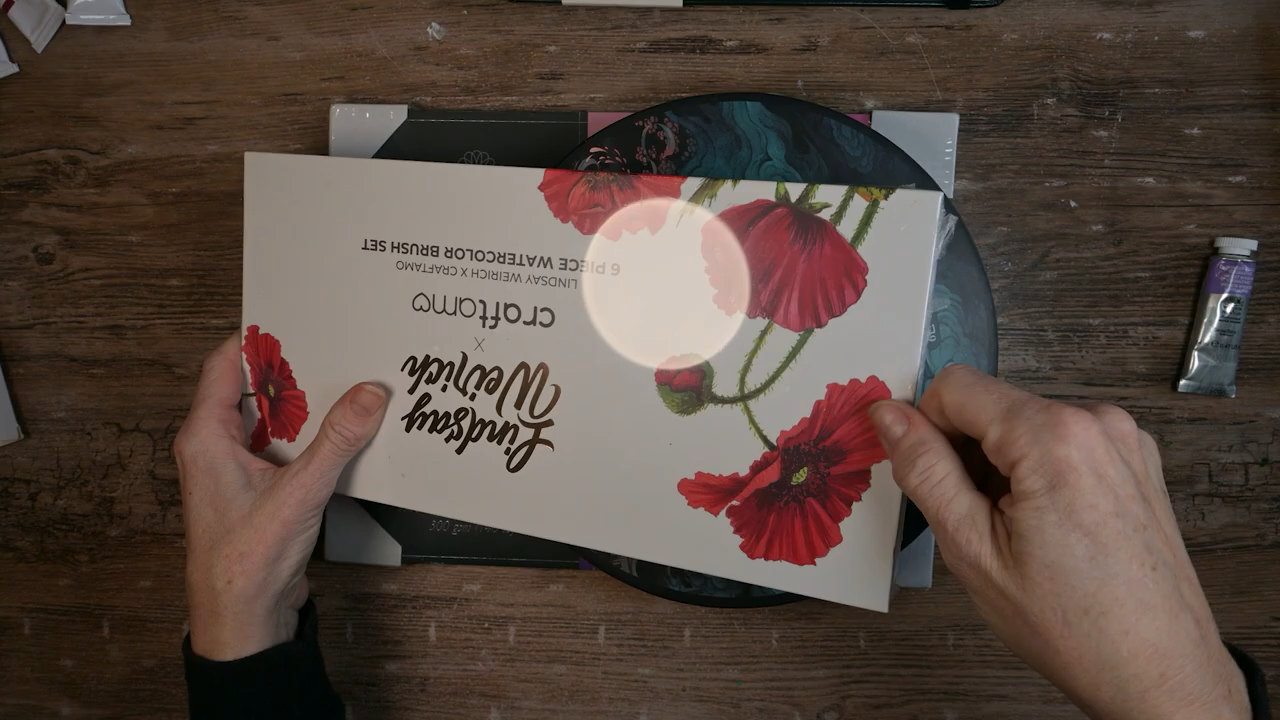 Lindsay
Weirich
x
craftamo
LINDSAY WEIRICH X CRAFTAMO
6 PIECE WATERCOLOR BRUSH SET